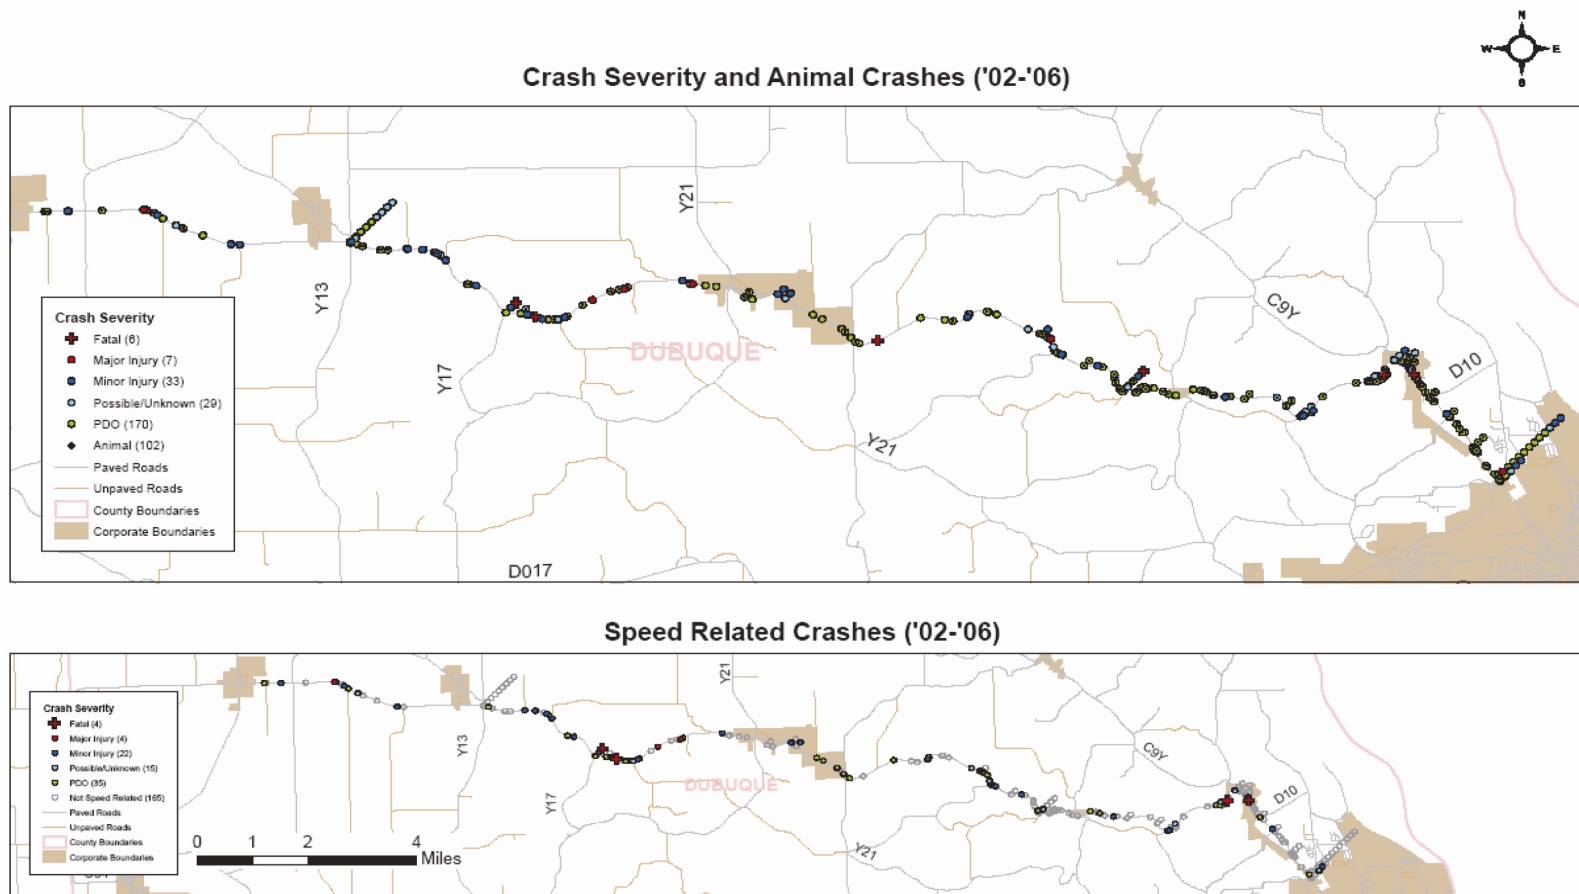 N
W E
S
Crash Severity and Animal Crashes ('02-'06)
Y21
Y13
C9Y
Crash Severity
Fatal (6)
Major Injury (7)
Minor Injury (33)
Possible/Unknown (29)
PDO (170)
Animal (102)
Paved Roads
Unpaved Roads
County Boundaries
Corporate Boundaries
DUBUQUE
Y17
D10
Y21
D017
Speed Related Crashes ('02-'06)
Y21
Crash Severity
Fatal (4)
Major Injury (4)
Minor Injury (22)
Possible/Unknown (15)
PDO (35)
Not Speed Related (165)
Paved Roads
Unpaved Roads
County Boundaries
Corporate Boundaries
Y13
C9Y
DUBUQUE
Y17
D10
0 1 2 4
Miles
Y21